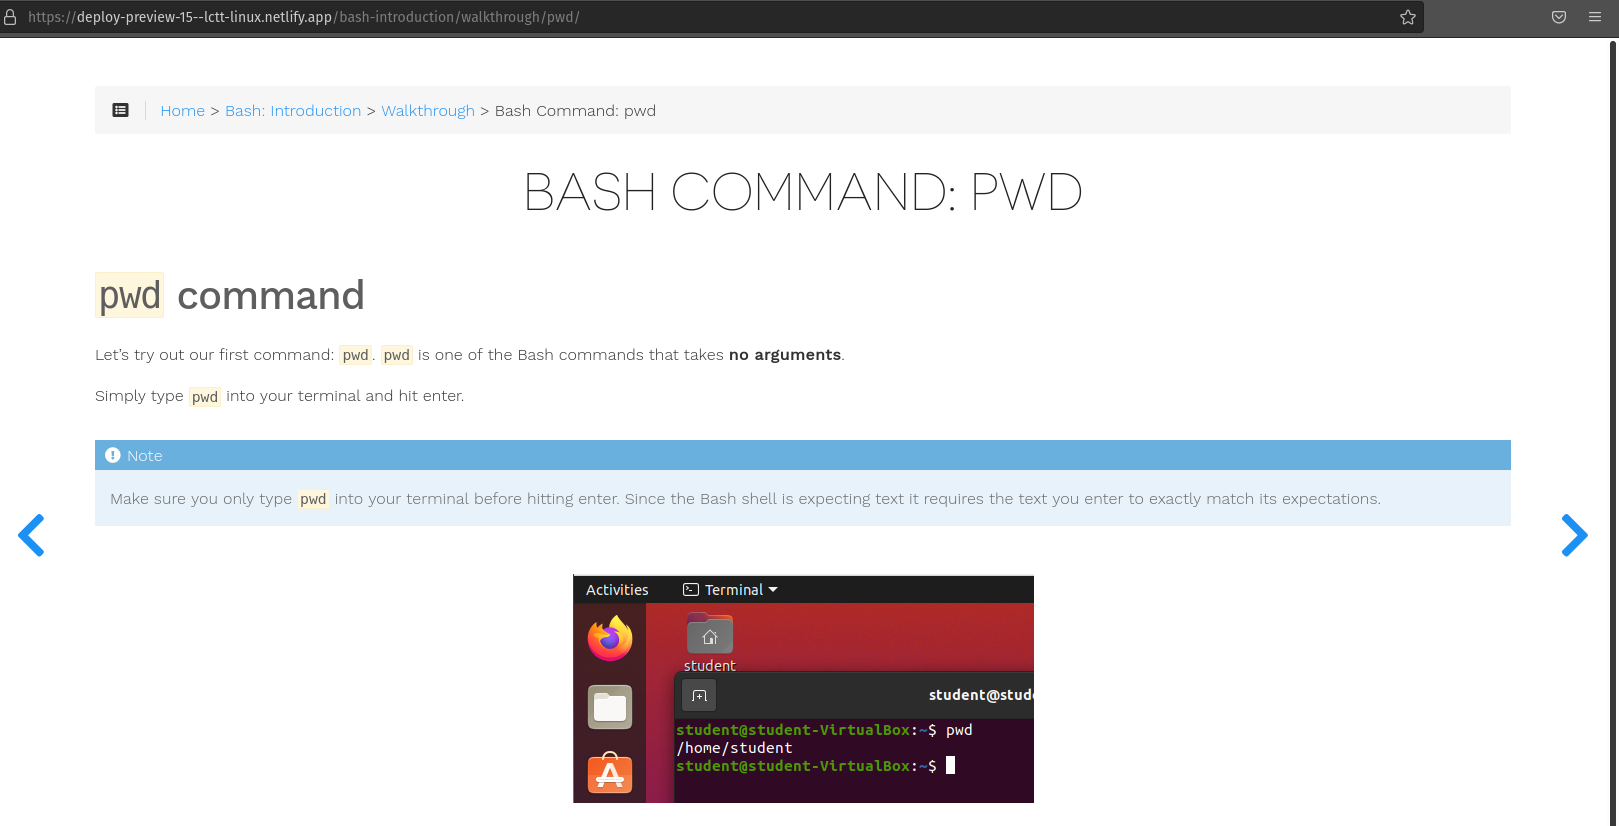 https://deploy-preview-15--lctt-linux.netlify.app/bash-introduction/walkthrough/pwd/
Home > Bash: Introduction > Walkthrough > Bash Command: pwd
BASH COMMAND: PWD
pwd command
Let's try out our first command: pwd. pwd is one of the Bash commands that takes no arguments.
Simply type pwd into your terminal and hit enter.
Note
Make sure you only type pwd into your terminal before hitting enter. Since the Bash shell is expecting text it requires the text you enter to exactly match its expectations.
Activities Terminal
student
student@stude
student@student-VirtualBox:~$ pwd
/home/student
student@student-VirtualBox:~$